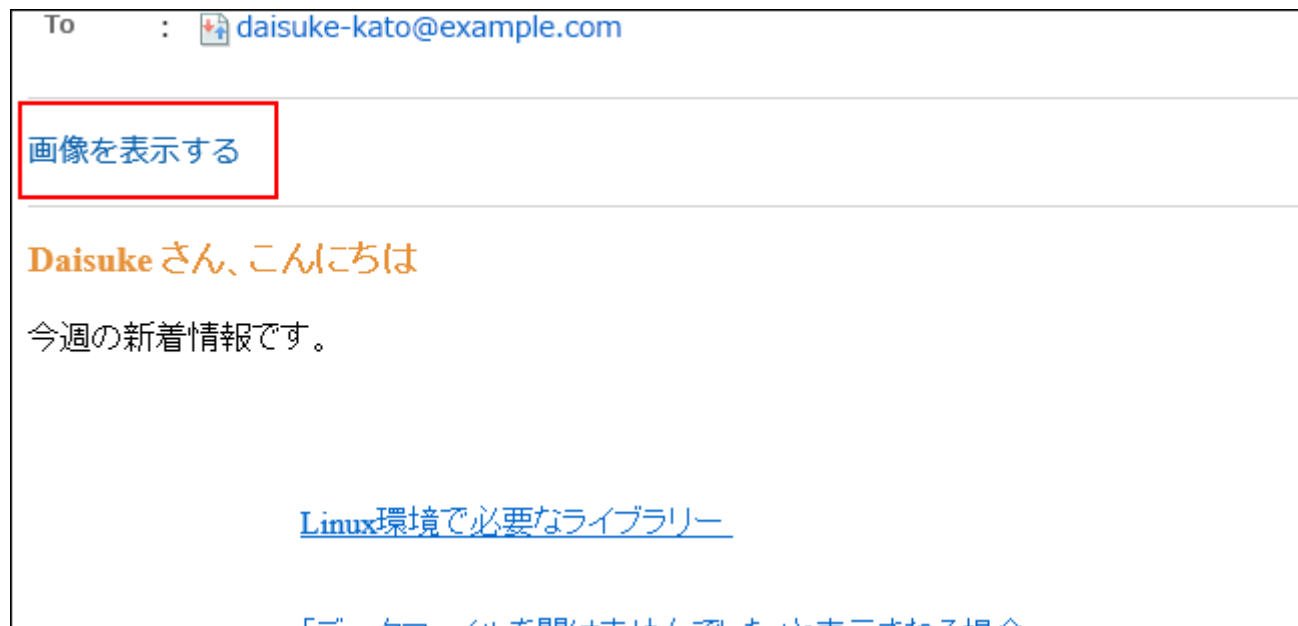 To : daisuke-kato@example.com
画像を表示する
Daisuke さん、こんにちは
今週の新着情報です。
Linux環境で必要なライブラリー